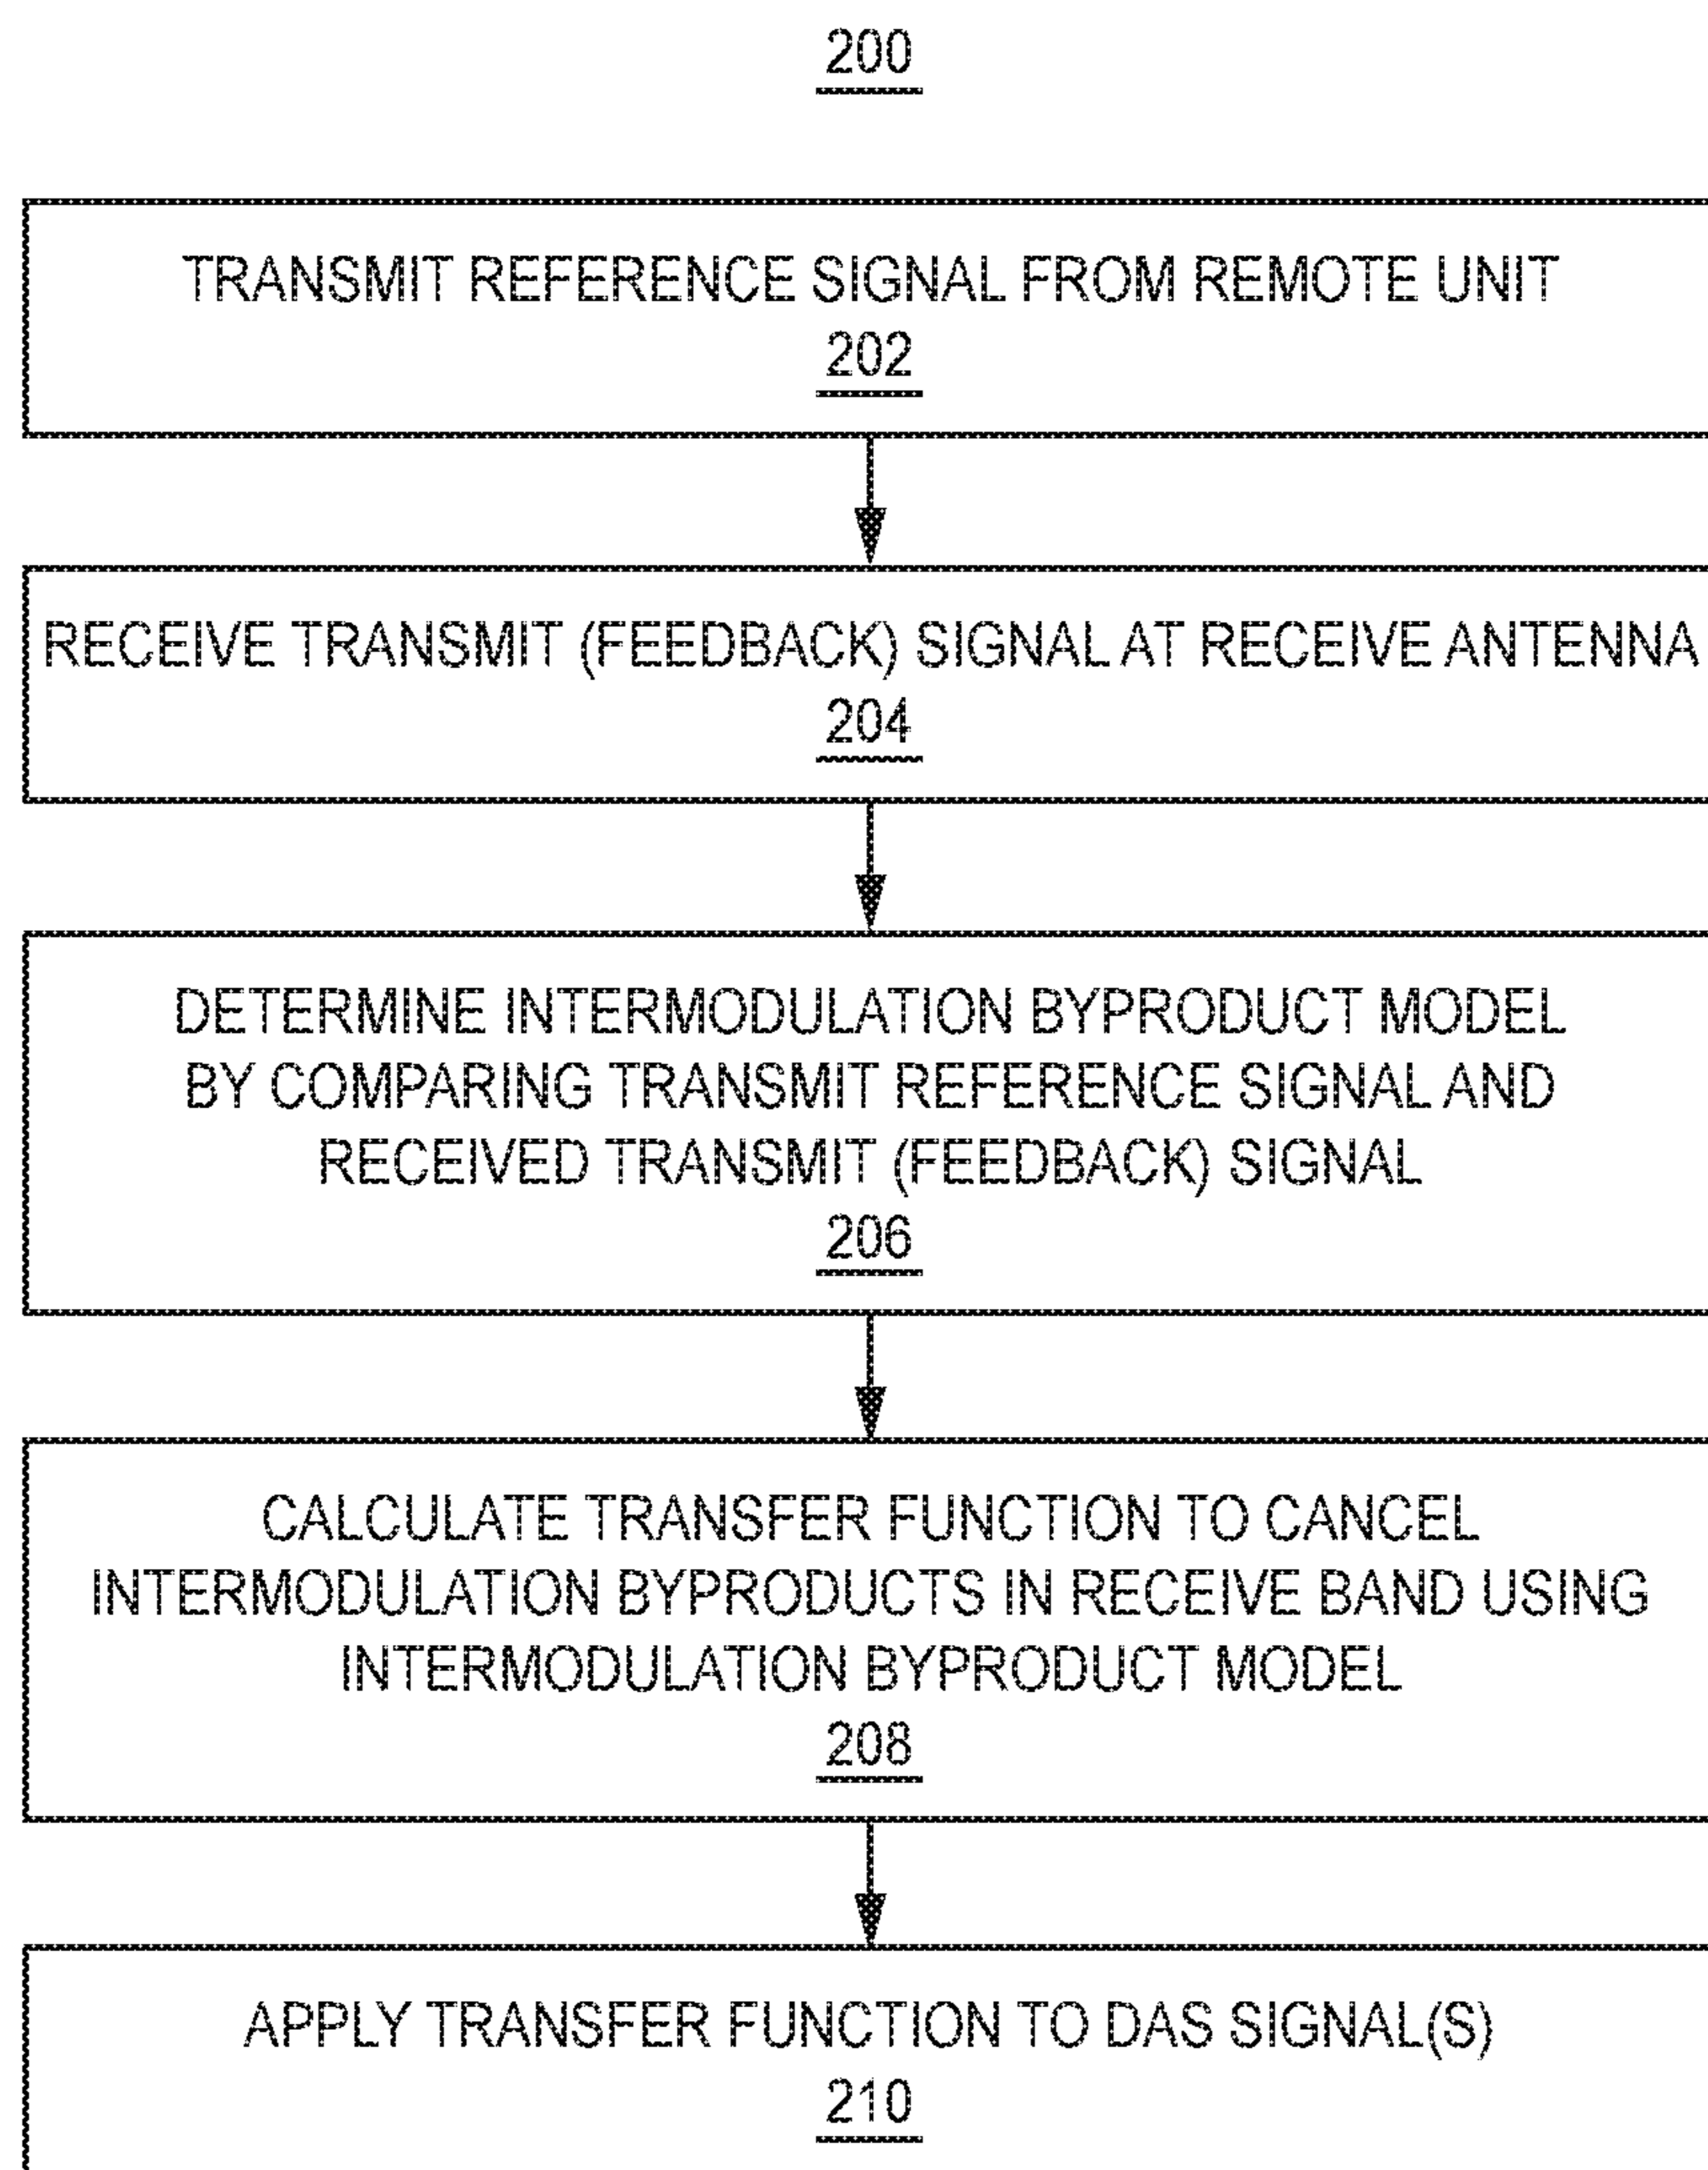 200
TRANSMIT REFERENCE SIGNAL FROM REMOTE UNIT
202
RECEIVE TRANSMIT (FEEDBACK) SIGNAL AT RECEIVE ANTENNA
204
DETERMINE INTERMODULATION BYPRODUCT MODEL
BY COMPARING TRANSMIT REFERENCE SIGNAL AND
RECEIVED TRANSMIT (FEEDBACK) SIGNAL
206
CALCULATE TRANSFER FUNCTION TO CANCEL
INTERMODULATION BYPRODUCTS IN RECEIVE BAND USING
INTERMODULATION BYPRODUCT MODEL
208
APPLY TRANSFER FUNCTION TO DAS SIGNAL(S)
210